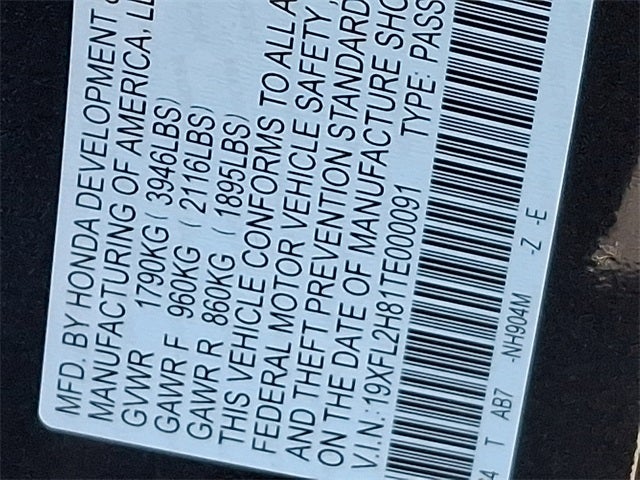 MFD. BY HONDA DEVELOPMENT &
MANUFACTURING OF AMERICA, LL
GVWR 1790KG ( 3946LBS)
GAWR F 960KG ( 2116LBS)
GAWR R 860KG ( 1895LBS)
THIS VEHICLE CONFORMS TO ALL A
FEDERAL MOTOR VEHICLE SAFETY,
AND THEFT PREVENTION STANDARD
ON THE DATE OF MANUFACTURE SHO
V.I.N.: 19XFL2H81TE000091 TYPE: PASS
64 T AB7 -NH904M -Z -E